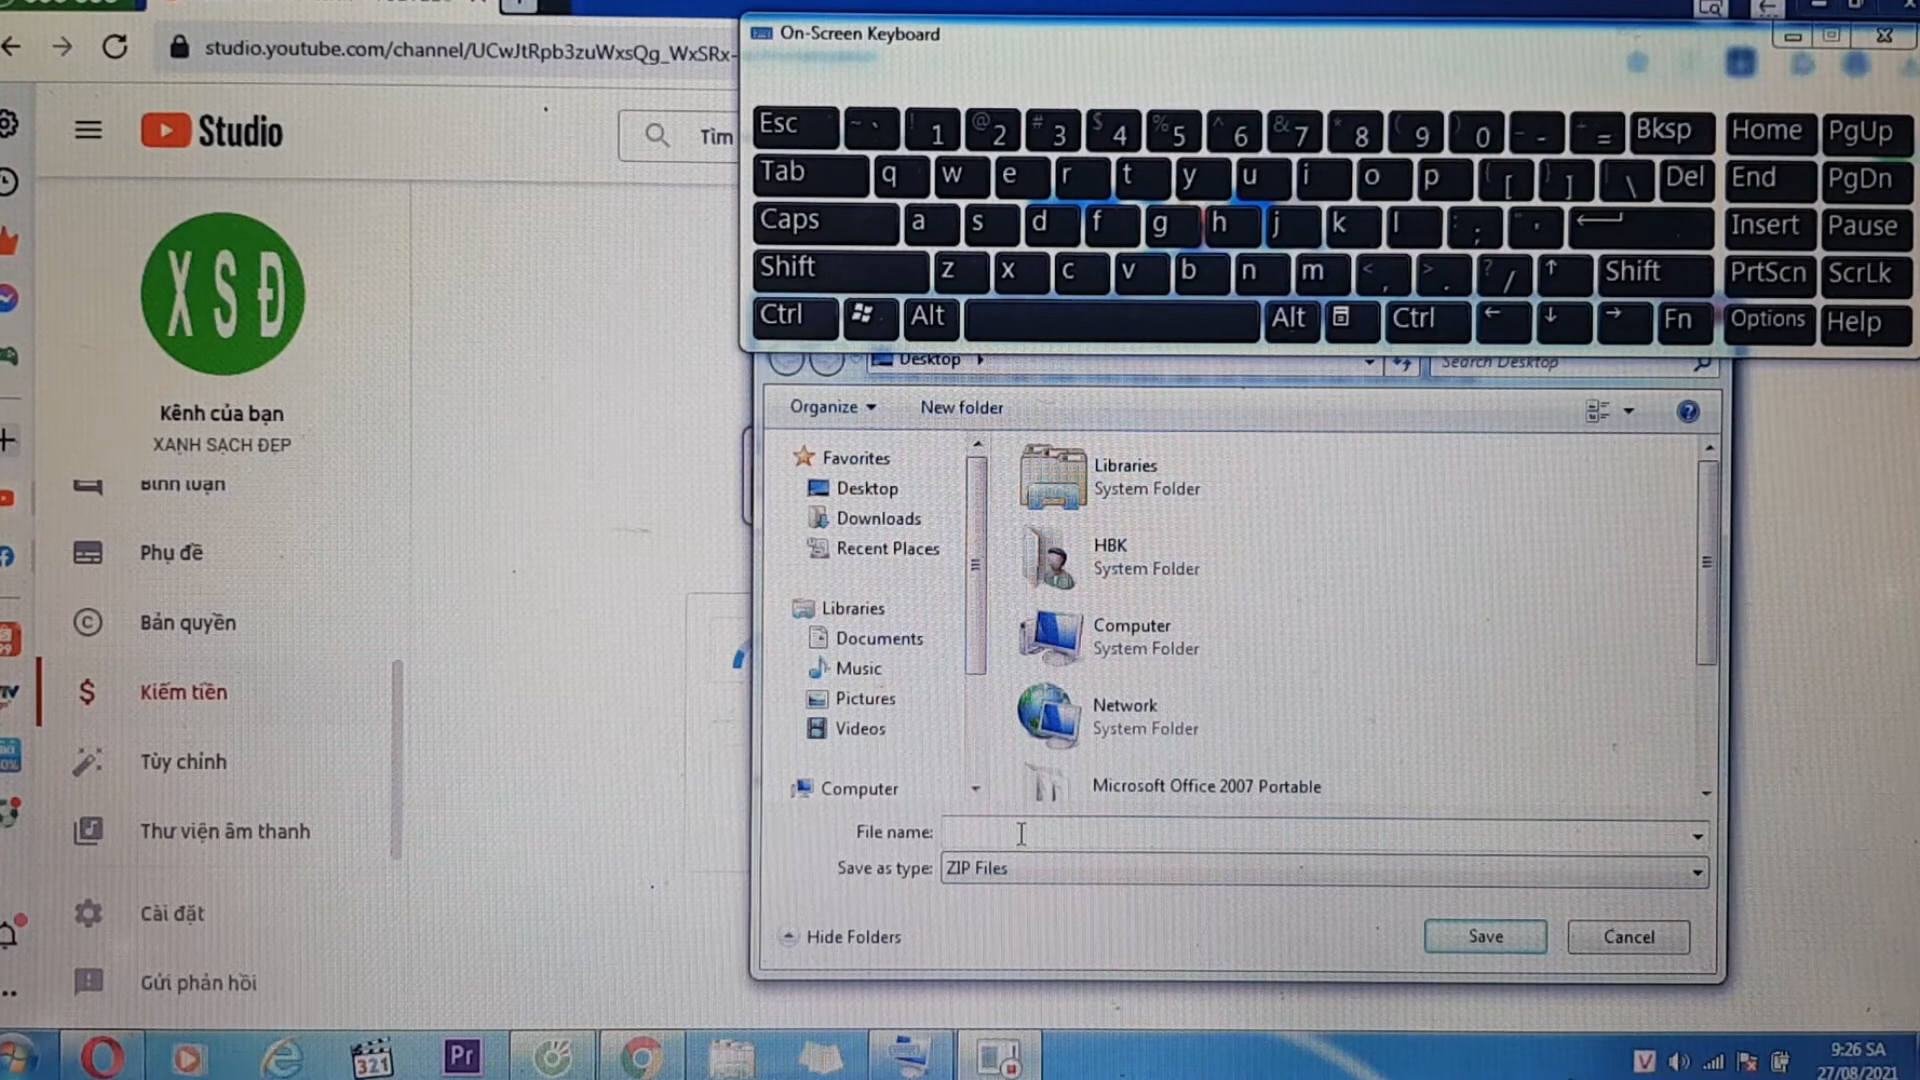 studio.youtube.com/channel/UCwJtRpb3zuWxsQg_WxSRx-
Studio
Tìm
XSĐ
Kênh của bạn
XANH SẠCH ĐẸP
Bình luận
Phụ đề
Bản quyền
Kiếm tiền
Tùy chỉnh
Thư viện âm thanh
Cài đặt
Gửi phản hồi
On-Screen Keyboard
Esc ~ ` ! 1 @ 2 # 3 $ 4 % 5 ^ 6 & 7 * 8 ( 9 ) 0 _ - + = Bksp Home PgUp
Tab q w e r t y u i o p { [ } ] | \ Del End PgDn
Caps a s d f g h j k l : ; " ' Insert Pause
Shift z x c v b n m < , > . ? / ↑ Shift PrtScn ScrLk
Ctrl Alt Alt Ctrl ← ↓ → Fn Options Help
Desktop
Search Desktop
Organize
New folder
Favorites
Desktop
Downloads
Recent Places
Libraries
Documents
Music
Pictures
Videos
Computer
Libraries
System Folder
HBK
System Folder
Computer
System Folder
Network
System Folder
Microsoft Office 2007 Portable
File name:
Save as type: ZIP Files
Hide Folders
Save
Cancel
321
Pr
V
9:26 SA
27/08/2021